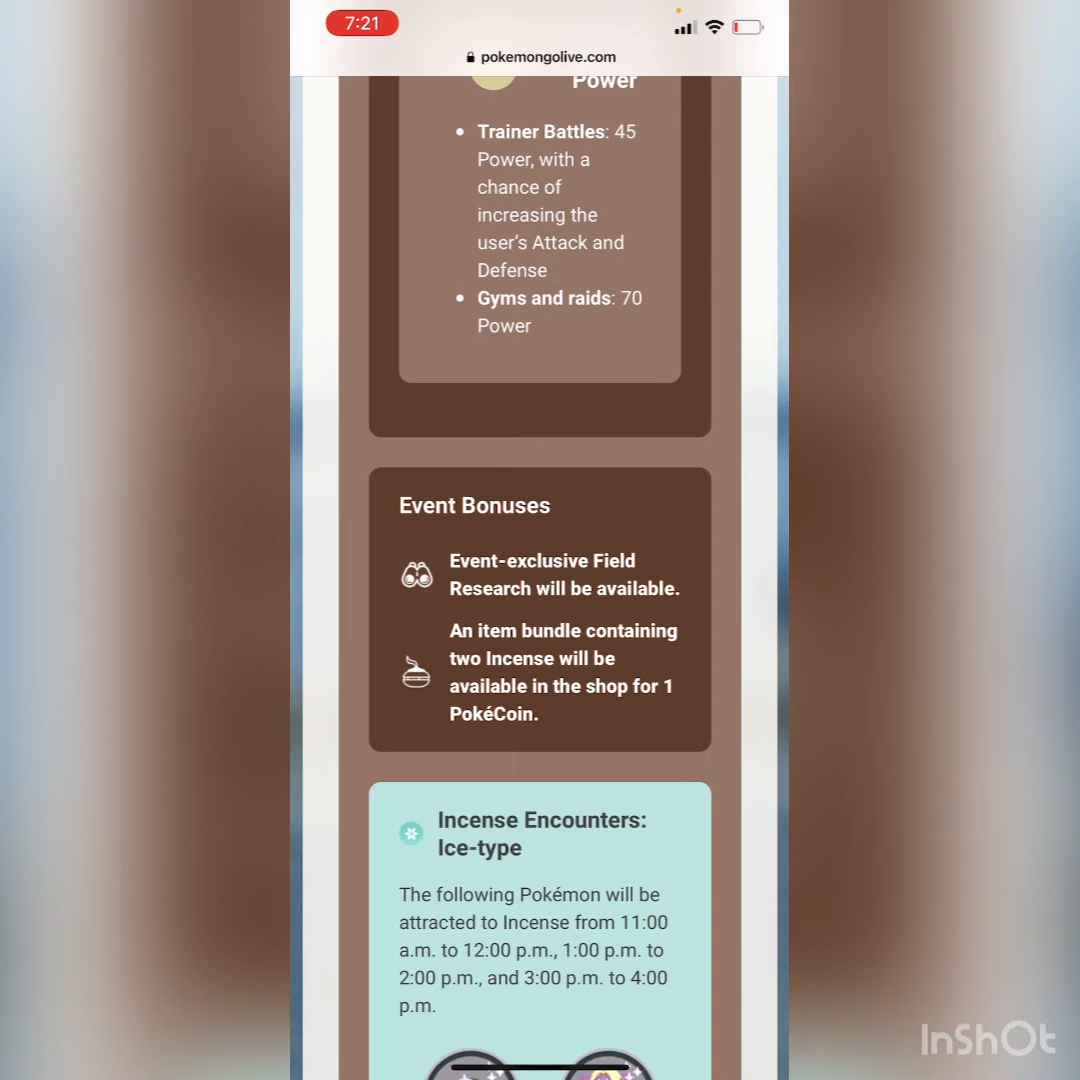 7:21
pokemongolive.com
Power
• Trainer Battles: 45
Power, with a
chance of
increasing the
user's Attack and
Defense
• Gyms and raids: 70
Power
Event Bonuses
Event-exclusive Field
Research will be available.
An item bundle containing
two Incense will be
available in the shop for 1
PokéCoin.
Incense Encounters:
Ice-type
The following Pokémon will be
attracted to Incense from 11:00
a.m. to 12:00 p.m., 1:00 p.m. to
2:00 p.m., and 3:00 p.m. to 4:00
p.m.
InShOt